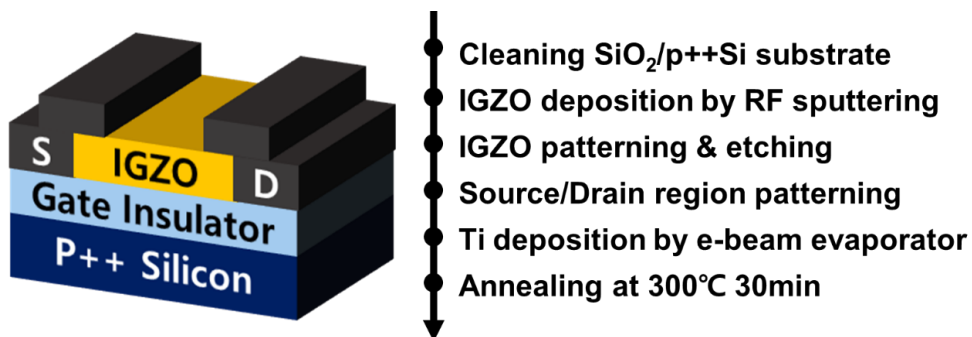 S
IGZO
D
Gate Insulator
P++ Silicon
Cleaning SiO₂/p++Si substrate
IGZO deposition by RF sputtering
IGZO patterning & etching
Source/Drain region patterning
Ti deposition by e-beam evaporator
Annealing at 300℃ 30min